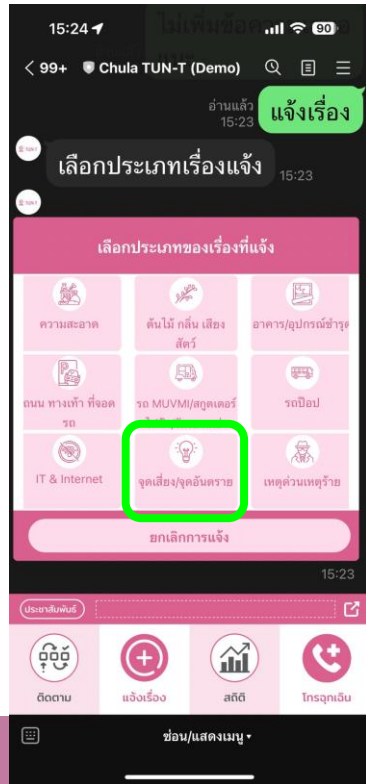 15:24
90
99+
Chula TUN-T (Demo)
อ่านแล้ว
15:23
แจ้งเรื่อง
เลือกประเภทเรื่องแจ้ง
15:23
เลือกประเภทของเรื่องที่แจ้ง
ความสะอาด
ต้นไม้ กลิ่น เสียง
สัตว์
อาคาร/อุปกรณ์ชำรุด
ถนน ทางเท้า ที่จอด
รถ
รถ MUVMI/สกูตเตอร์
รถป๊อป
IT & Internet
จุดเสี่ยง/จุดอันตราย
เหตุด่วนเหตุร้าย
ยกเลิกการแจ้ง
15:23
ประชาสัมพันธ์
ติดตาม
แจ้งเรื่อง
สถิติ
โทรฉุกเฉิน
ซ่อน/แสดงเมนู